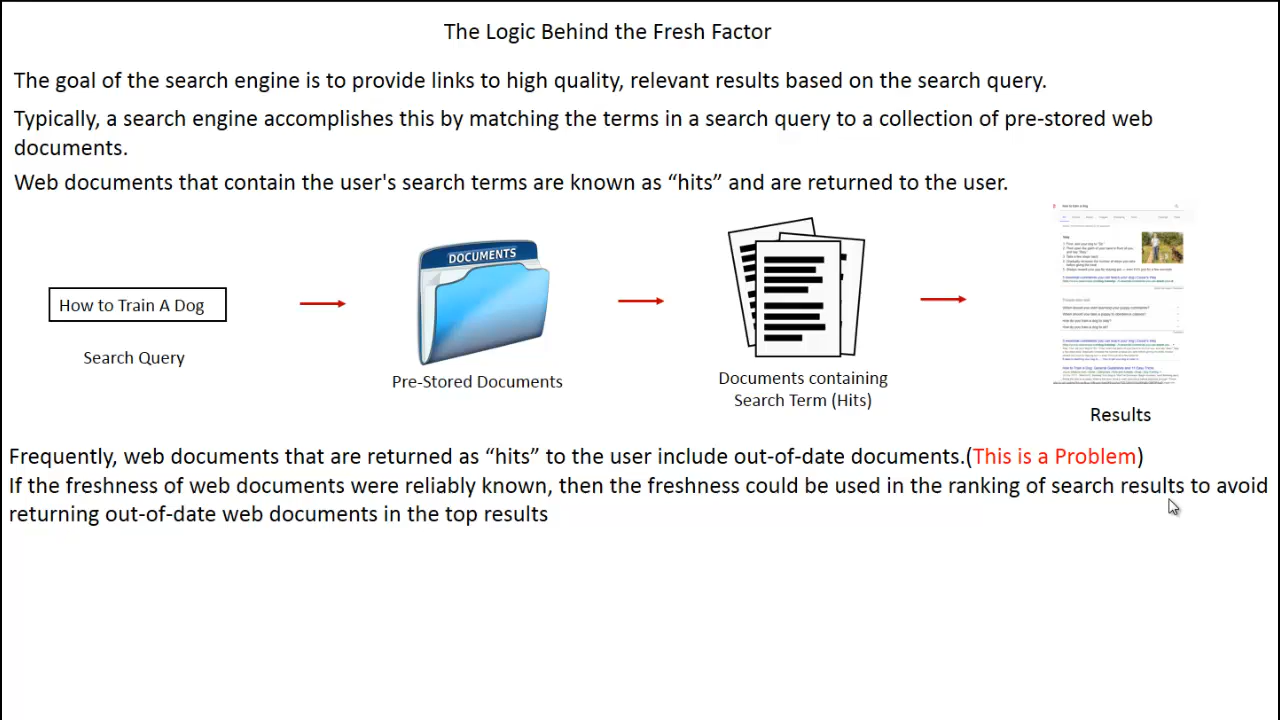 The Logic Behind the Fresh Factor
The goal of the search engine is to provide links to high quality, relevant results based on the search query.
Typically, a search engine accomplishes this by matching the terms in a search query to a collection of pre-stored web
documents.
Web documents that contain the user's search terms are known as “hits” and are returned to the user.
How to Train A Dog
Search Query
DOCUMENTS
Pre-Stored Documents
Documents containing
Search Term (Hits)
Results
Frequently, web documents that are returned as “hits” to the user include out-of-date documents.(This is a Problem)
If the freshness of web documents were reliably known, then the freshness could be used in the ranking of search results to avoid
returning out-of-date web documents in the top results